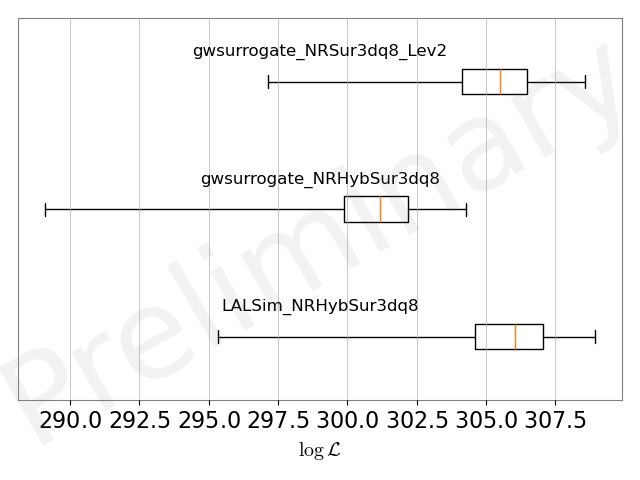 gwsurrogate_NRSur3dq8_Lev2
gwsurrogate_NRHybSur3dq8
LALSim_NRHybSur3dq8
Preliminary
290.0 292.5 295.0 297.5 300.0 302.5 305.0 307.5
log ℒ